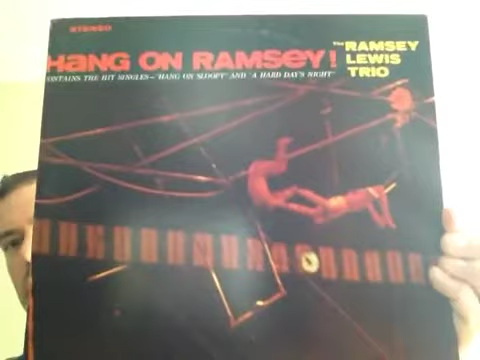 STEREO
HANG ON RAMSEY!
THE RAMSEY
LEWIS
TRIO
CONTAINS THE HIT SINGLES—"HANG ON SLOOPY" AND "A HARD DAY'S NIGHT"